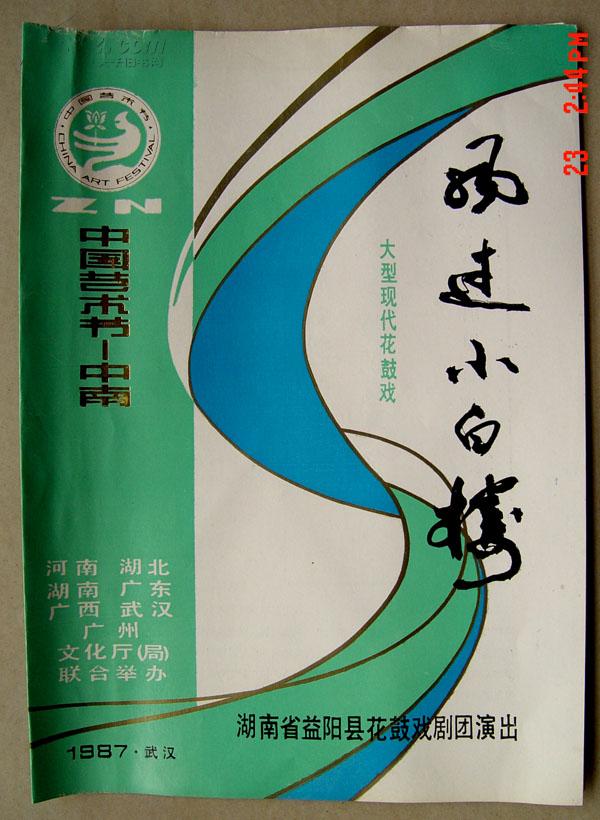 中国艺术节
CHINA ART FESTIVAL
ZN
中国艺术节—中南
大型现代花鼓戏
风过小白楼
河南 湖北
湖南 广东
广西 武汉
广州
文化厅(局)
联合举办
1987·武汉
湖南省益阳县花鼓戏剧团演出
23 2:44 PM